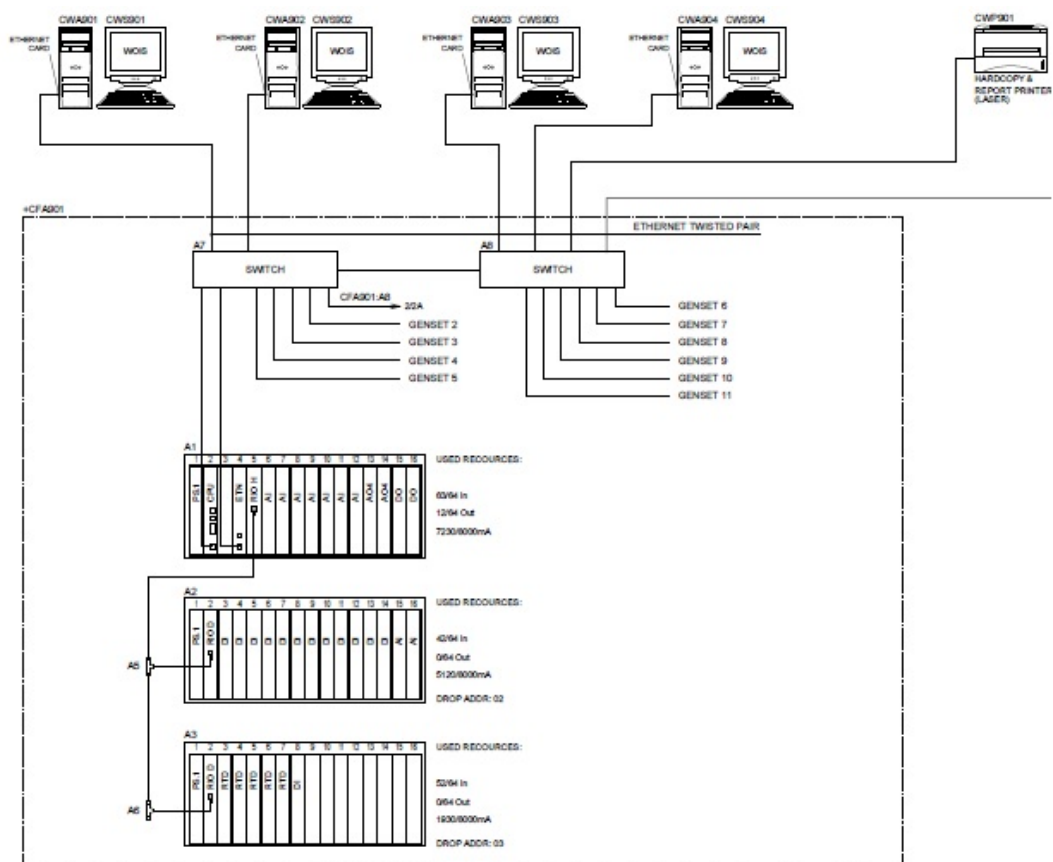 CWA901 CWS901
ETHERNET
CARD
WOIS
CWA902 CWS902
ETHERNET
CARD
WOIS
CWA903 CWS903
ETHERNET
CARD
WOIS
CWA904 CWS904
ETHERNET
CARD
WOIS
CWP901
HARDCOPY &
REPORT PRINTER
(LASER)
+CFA901
ETHERNET TWISTED PAIR
A7
SWITCH
A8
SWITCH
CFA901:A8
2/2A
GENSET 2
GENSET 3
GENSET 4
GENSET 5
GENSET 6
GENSET 7
GENSET 8
GENSET 9
GENSET 10
GENSET 11
A1
1 2 3 4 5 6 7 8 9 10 11 12 13 14 15 16
PS.1 CPU ETN RIO H AI AI AI AI AI AI AI AO4 AO4 DO DO
USED RECOURCES:
63/64 In
12/64 Out
7230/8000mA
A2
1 2 3 4 5 6 7 8 9 10 11 12 13 14 15 16
PS.1 RIO D DI DI DI DI DI DI DI DI DI DI DI DI AI AI
USED RECOURCES:
42/64 In
0/64 Out
5120/8000mA
DROP ADDR: 02
A5
A3
1 2 3 4 5 6 7 8 9 10 11 12 13 14 15 16
PS.1 RIO D RTD RTD RTD RTD RTD DI
USED RECOURCES:
52/64 In
0/64 Out
1930/8000mA
DROP ADDR: 03
A6